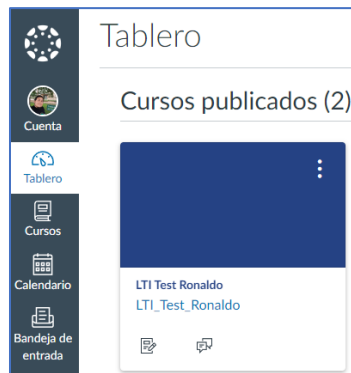 Tablero
Cursos publicados (2)
Cuenta
Tablero
Cursos
Calendario
Bandeja de
entrada
LTI Test Ronaldo
LTI_Test_Ronaldo